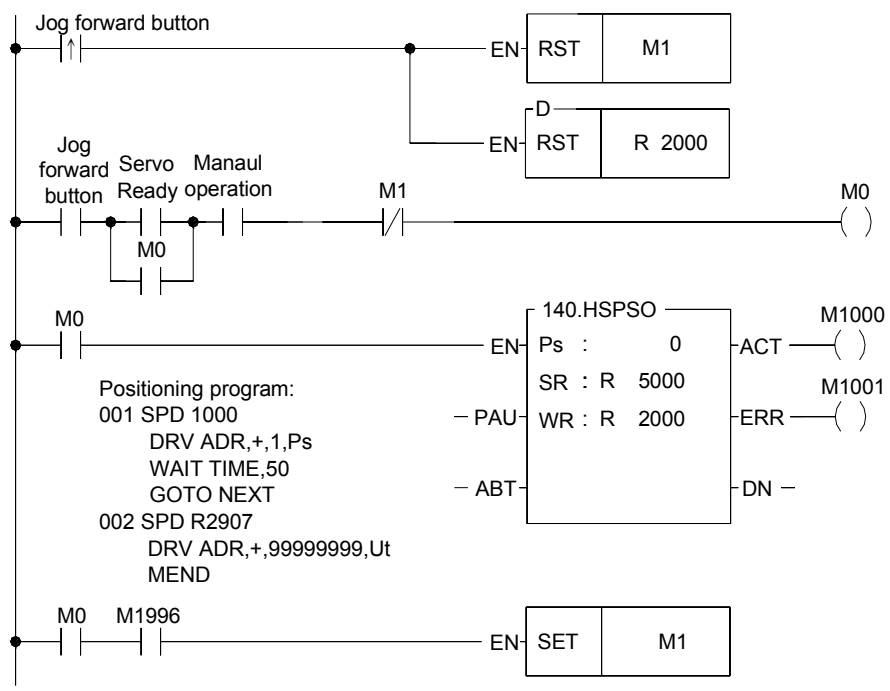 Jog forward button
EN RST M1
D
EN RST R 2000
Jog
forward
button
Servo
Ready
Manaul
operation
M1
M0
M0
M0
140.HSPSO
EN Ps : 0 ACT
M1000
SR : R 5000
M1001
PAU WR : R 2000 ERR
ABT DN
Positioning program:
001 SPD 1000
DRV ADR,+,1,Ps
WAIT TIME,50
GOTO NEXT
002 SPD R2907
DRV ADR,+,99999999,Ut
MEND
M0 M1996
EN SET M1